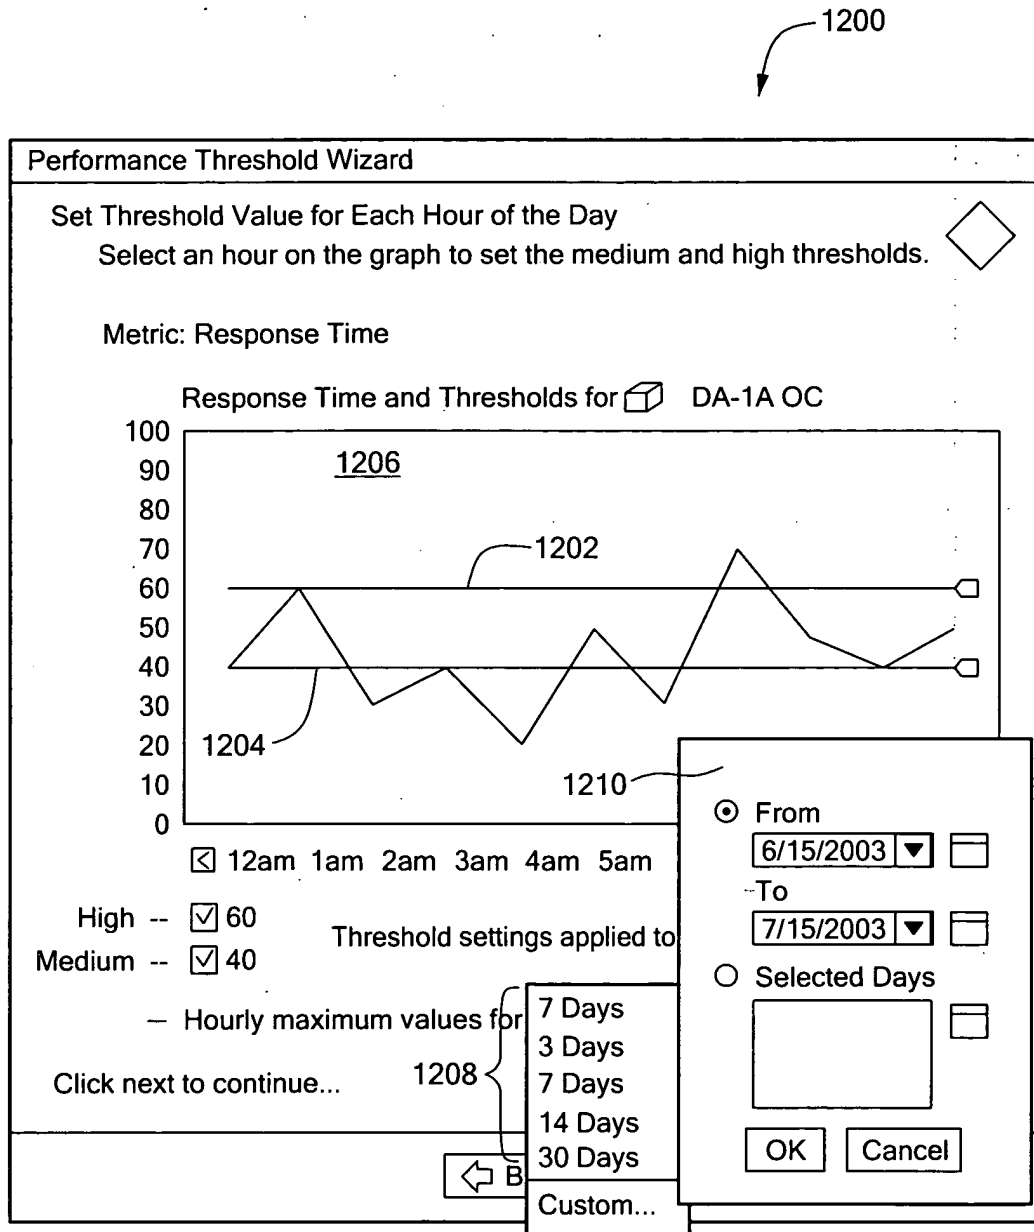 1200
Performance Threshold Wizard
Set Threshold Value for Each Hour of the Day
Select an hour on the graph to set the medium and high thresholds.
Metric: Response Time
Response Time and Thresholds for DA-1A OC
100
90
80
70
60
50
40
30
20
10
0
1206
1202
1204
1210
12am 1am 2am 3am 4am 5am
High -- 60
Medium -- 40
Threshold settings applied to
– Hourly maximum values for
Click next to continue...
1208
7 Days
3 Days
7 Days
14 Days
30 Days
Custom...
B
From
6/15/2003
To
7/15/2003
Selected Days
OK Cancel